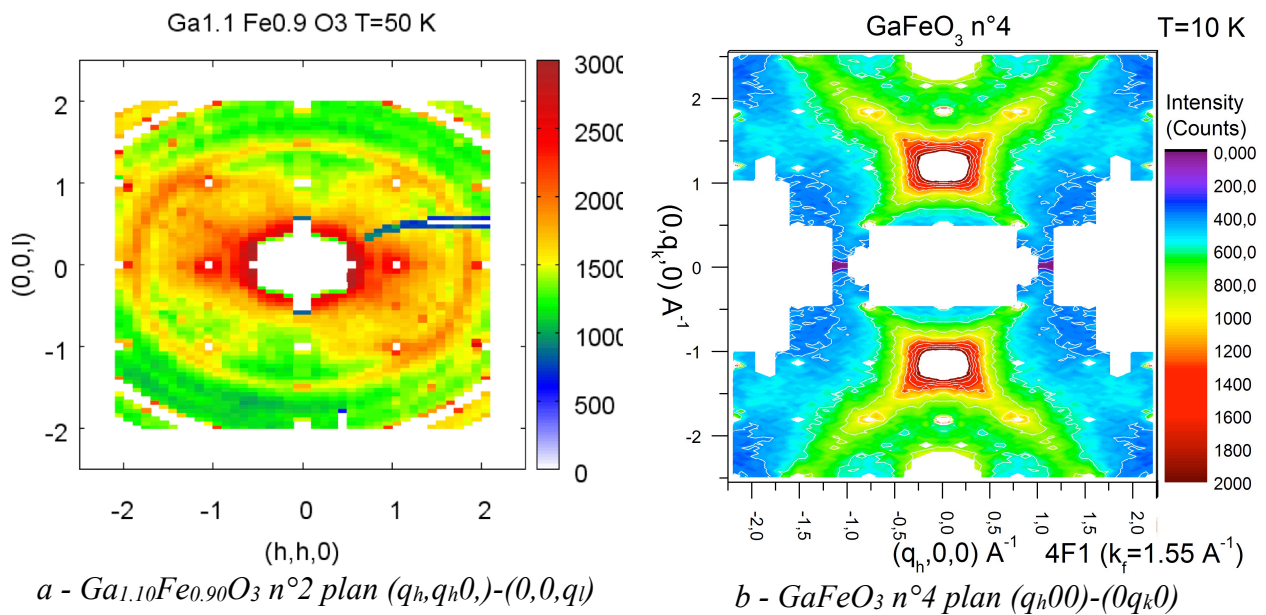 Ga1.1 Fe0.9 O3 T=50 K
2
1
0
-1
-2
(0,0,l)
-2 -1 0 1 2
(h,h,0)
3000
2500
2000
1500
1000
500
0
a - Ga1.10Fe0.90O3 n°2 plan (qh,qh0,)-(0,0,ql)
GaFeO3 n°4 T=10 K
2
1
0
-1
-2
(0,qk,0) A-1
-2,0 -1,5 -1,0 -0,5 0,0 0,5 1,0 1,5 2,0
(qh,0,0) A-1 4F1 (kf=1.55 A-1)
Intensity
(Counts)
0,000
200,0
400,0
600,0
800,0
1000
1200
1400
1600
1800
2000
b - GaFeO3 n°4 plan (qh00)-(0qk0)